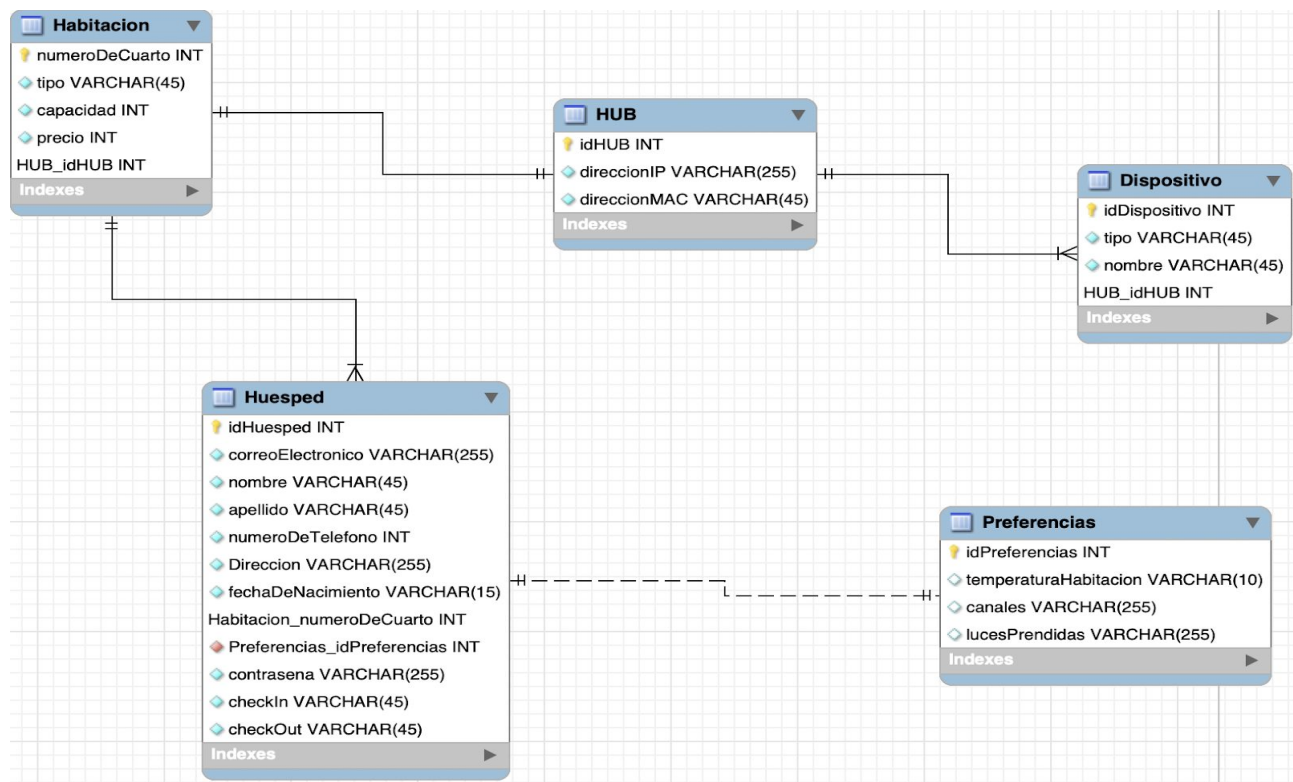 Habitacion
numeroDeCuarto INT
tipo VARCHAR(45)
capacidad INT
precio INT
HUB_idHUB INT
Indexes
HUB
idHUB INT
direccionIP VARCHAR(255)
direccionMAC VARCHAR(45)
Indexes
Dispositivo
idDispositivo INT
tipo VARCHAR(45)
nombre VARCHAR(45)
HUB_idHUB INT
Indexes
Huesped
idHuesped INT
correoElectronico VARCHAR(255)
nombre VARCHAR(45)
apellido VARCHAR(45)
numeroDeTelefono INT
Direccion VARCHAR(255)
fechaDeNacimiento VARCHAR(15)
Habitacion_numeroDeCuarto INT
Preferencias_idPreferencias INT
contrasena VARCHAR(255)
checkIn VARCHAR(45)
checkOut VARCHAR(45)
Indexes
Preferencias
idPreferencias INT
temperaturaHabitacion VARCHAR(10)
canales VARCHAR(255)
lucesPrendidas VARCHAR(255)
Indexes